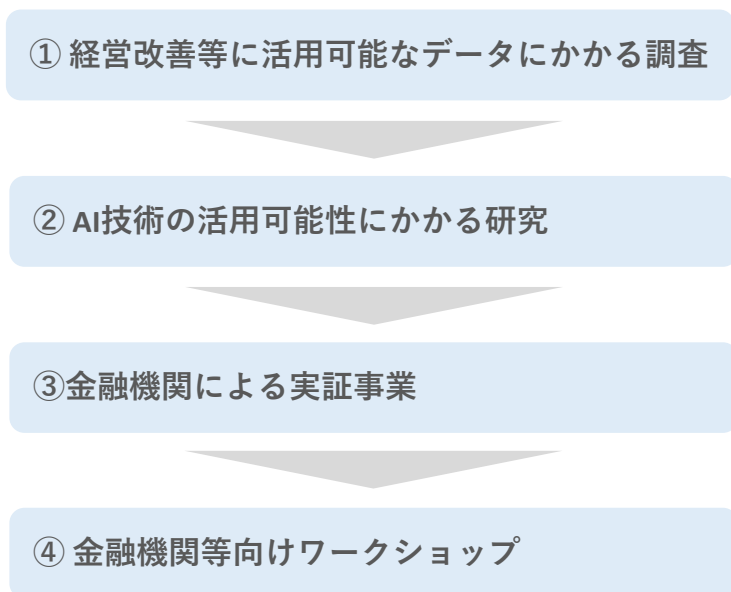 ① 経営改善等に活用可能なデータにかかる調査
② AI技術の活用可能性にかかる研究
③金融機関による実証事業
④ 金融機関等向けワークショップ